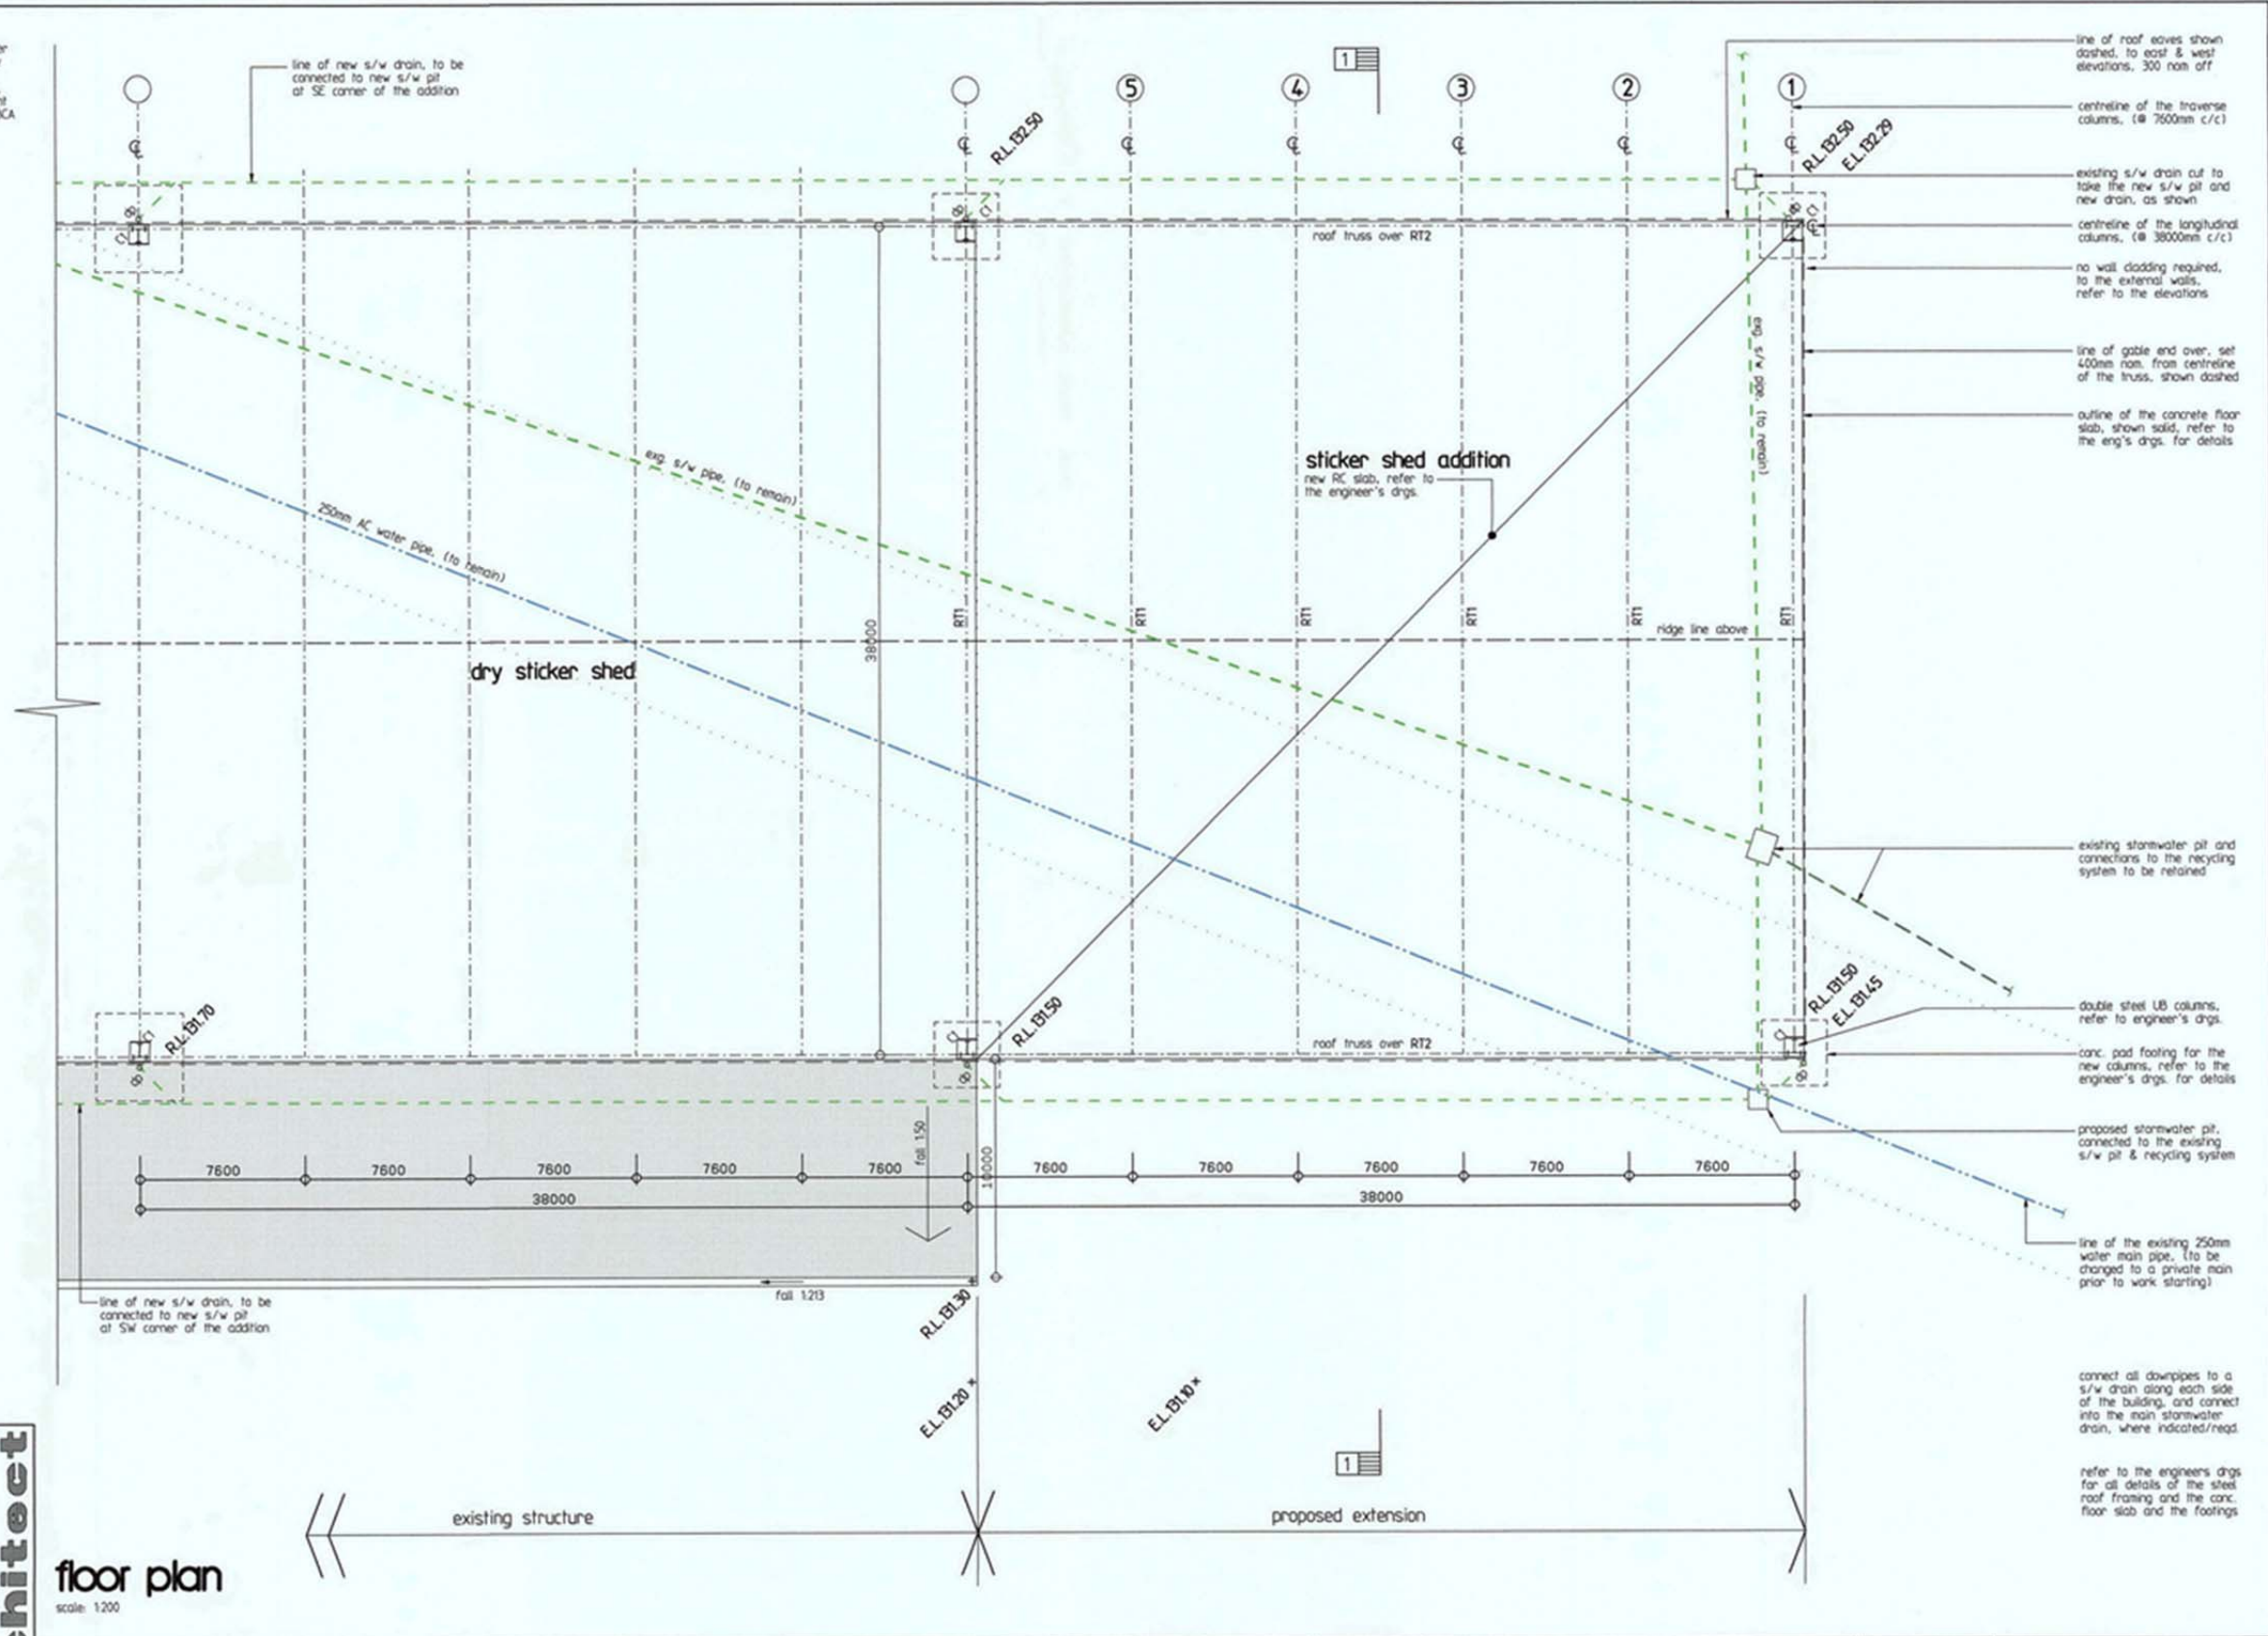 line of new s/w drain, to be
connected to new s/w pit
at SE corner of the addition
5
4
1
3
2
1
R.L.132.50
R.L.132.50
E.L.132.29
line of roof eaves shown
dashed, to east & west
elevations, 300 nom off
centreline of the traverse
columns, (@ 7600mm c/c)
existing s/w drain cut to
take the new s/w pit and
new drain, as shown
centreline of the longitudinal
columns, (@ 38000mm c/c)
no wall cladding required,
to the external walls,
refer to the elevations
line of gable end over, set
400mm nom. from centreline
of the truss, shown dashed
outline of the concrete floor
slab, shown solid, refer to
the eng's drgs. for details
C1
C1
C1
roof truss over RT2
exg. s/w pipe, (to remain)
exg. s/w pipe, (to remain)
250mm AC water pipe, (to remain)
sticker shed addition
new RC slab, refer to
the engineer's drgs.
38000
RT1
RT1
RT1
RT1
RT1
RT1
ridge line above
dry sticker shed
existing stormwater pit and
connections to the recycling
system to be retained
R.L.131.70
C1
R.L.131.50
R.L.131.50
E.L.131.45
roof truss over RT2
double steel UB columns,
refer to engineer's drgs.
conc. pad footing for the
new columns, refer to the
engineer's drgs. for details
proposed stormwater pit,
connected to the existing
s/w pit & recycling system
fall 1:50
10000
7600
7600
7600
7600
7600
7600
7600
7600
7600
7600
38000
38000
line of the existing 250mm
water main pipe, (to be
changed to a private main
prior to work starting)
line of new s/w drain, to be
connected to new s/w pit
at SW corner of the addition
fall 1:213
R.L.131.30
E.L.131.20
E.L.131.10
1
connect all downpipes to a
s/w drain along each side
of the building, and connect
into the main stormwater
drain, where indicated/reqd.
refer to the engineers drgs
for all details of the steel
roof framing and the conc.
floor slab and the footings
existing structure
proposed extension
floor plan
scale: 1:200